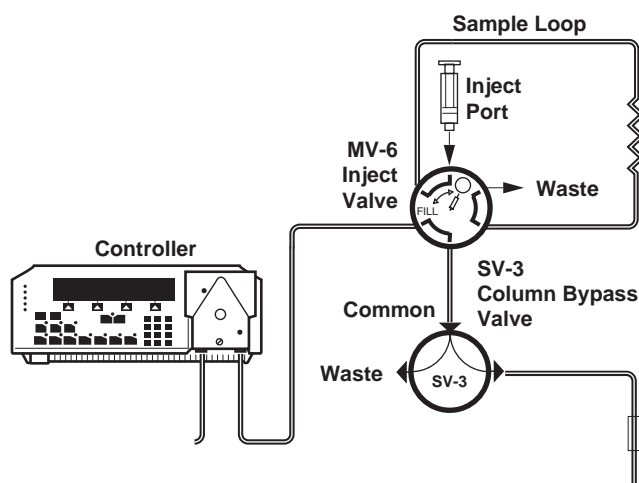 Sample Loop
Inject
Port
MV-6
Inject
Valve
FILL
Waste
Controller
SV-3
Column Bypass
Valve
Common
Waste
SV-3